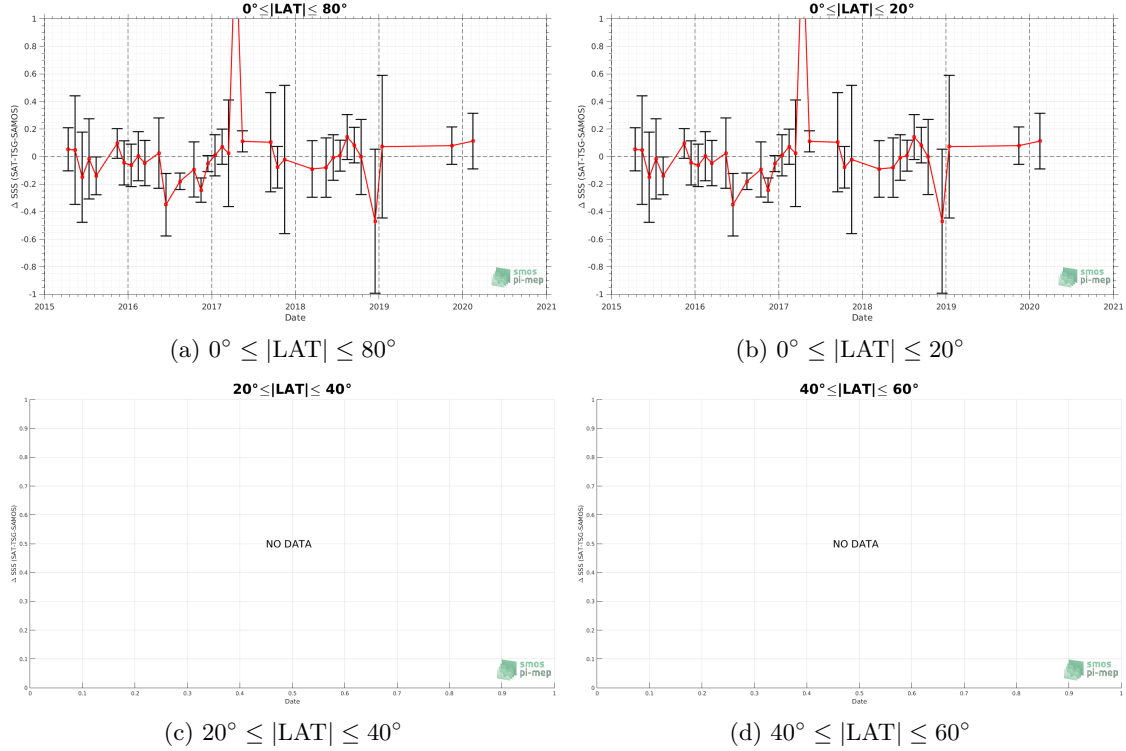 0°≤|LAT|≤ 80°
Δ SSS (SAT-TSG-SAMOS)
1
0.8
0.6
0.4
0.2
0
-0.2
-0.4
-0.6
-0.8
-1
2015 2016 2017 2018 2019 2020 2021
Date
smos
pi-mep
(a) 0° ≤ |LAT| ≤ 80°
0°≤|LAT|≤ 20°
Δ SSS (SAT-TSG-SAMOS)
1
0.8
0.6
0.4
0.2
0
-0.2
-0.4
-0.6
-0.8
-1
2015 2016 2017 2018 2019 2020 2021
Date
smos
pi-mep
(b) 0° ≤ |LAT| ≤ 20°
20°≤|LAT|≤ 40°
Δ SSS (SAT-TSG-SAMOS)
1
0.9
0.8
0.7
0.6
0.5
0.4
0.3
0.2
0.1
0
NO DATA
0 0.1 0.2 0.3 0.4 0.5 0.6 0.7 0.8 0.9 1
Date
smos
pi-mep
(c) 20° ≤ |LAT| ≤ 40°
40°≤|LAT|≤ 60°
Δ SSS (SAT-TSG-SAMOS)
1
0.9
0.8
0.7
0.6
0.5
0.4
0.3
0.2
0.1
0
NO DATA
0 0.1 0.2 0.3 0.4 0.5 0.6 0.7 0.8 0.9 1
Date
smos
pi-mep
(d) 40° ≤ |LAT| ≤ 60°